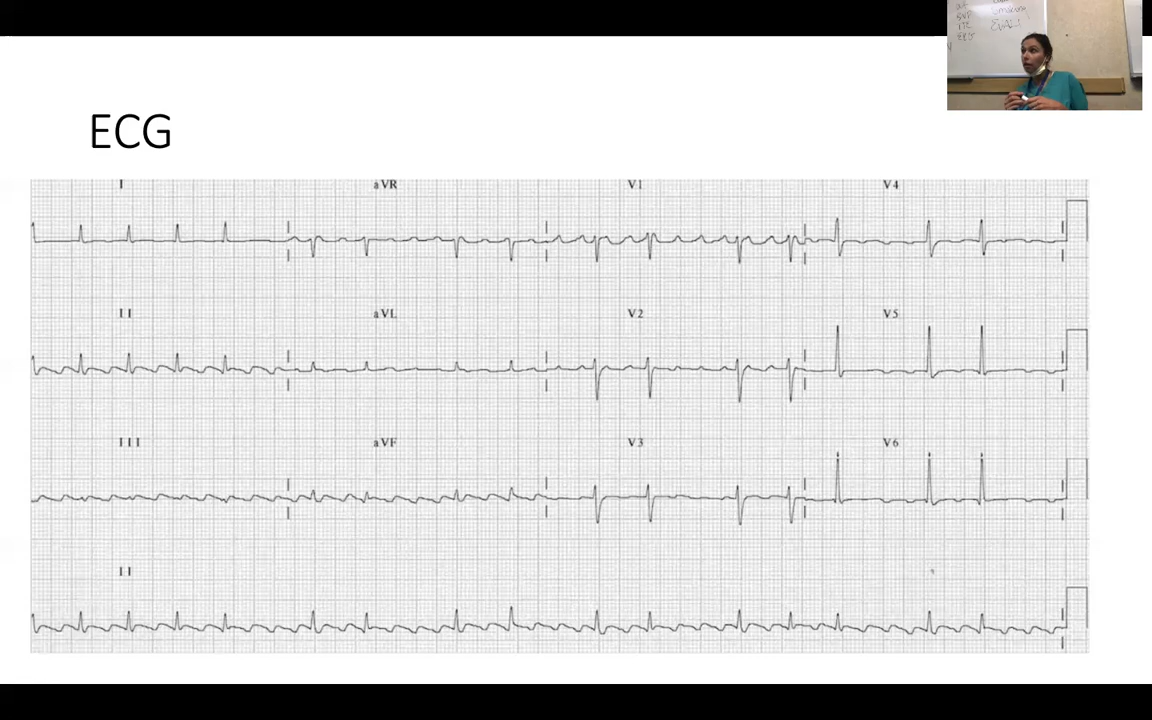 ECG
I aVR V1 V4
II aVL V2 V5
III aVF V3 V6
II